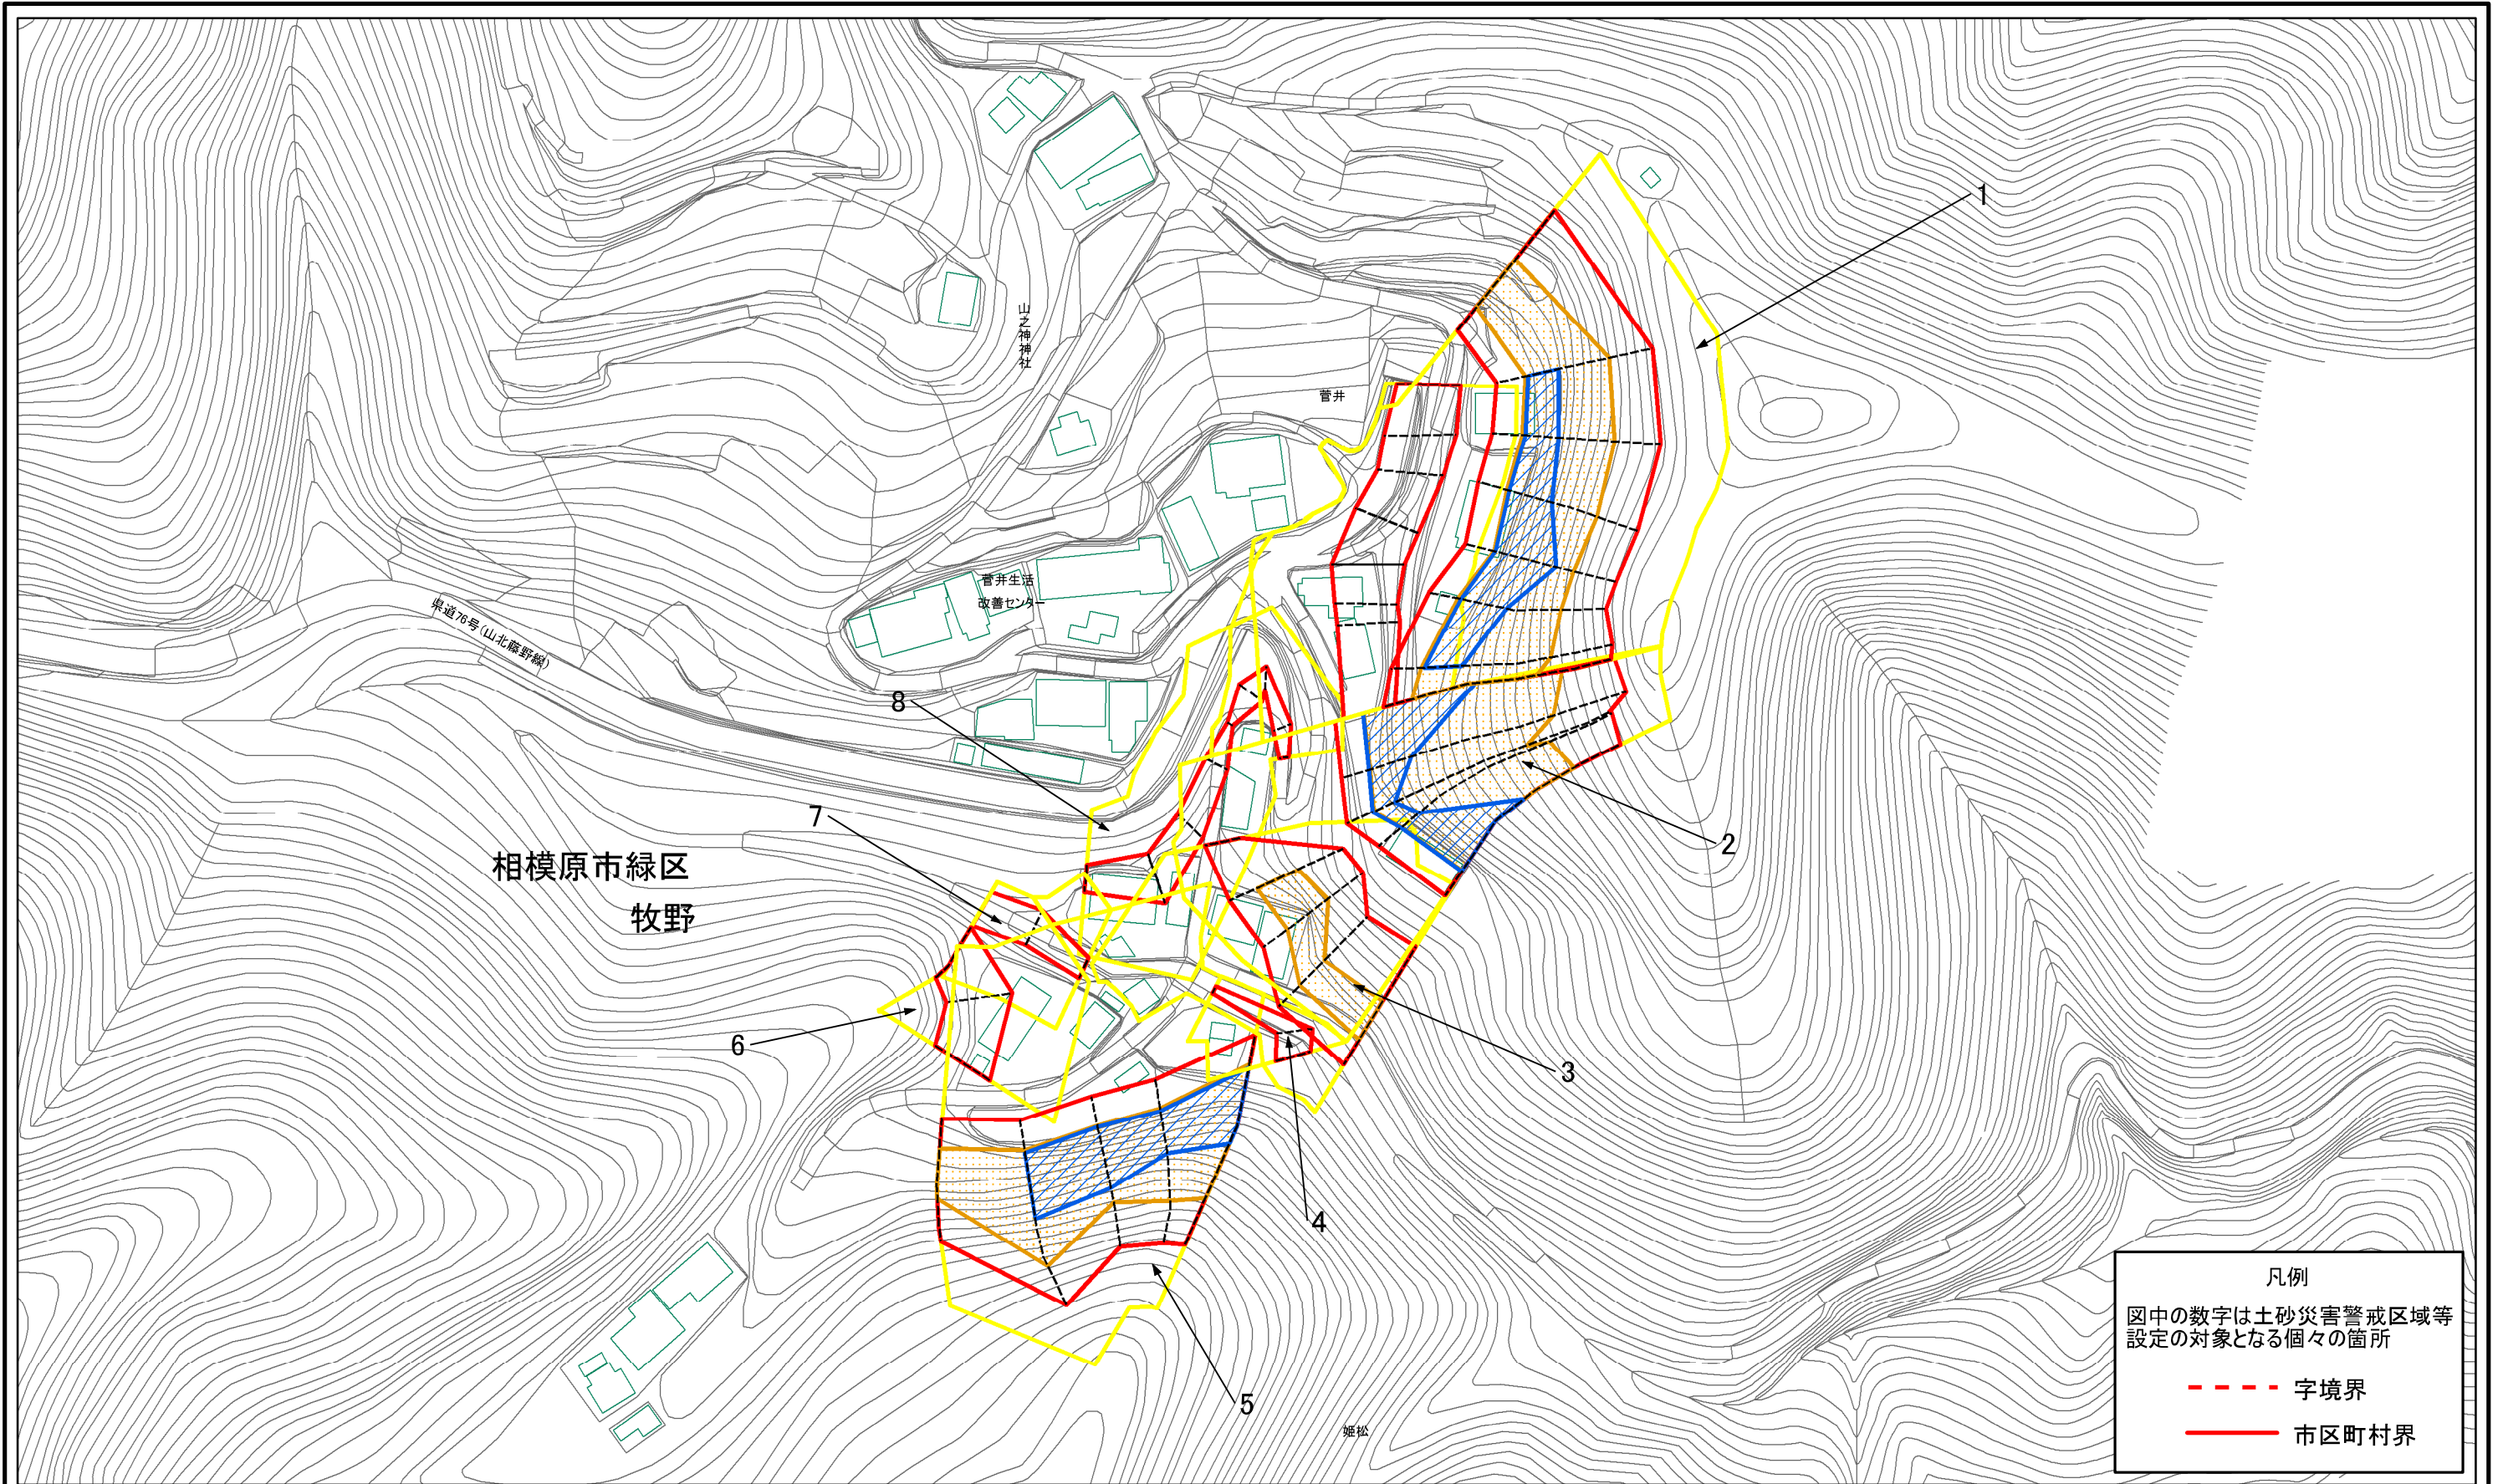 1
山之神神社
菅井
菅井生活
改善センター
県道76号(山北藤野線)
8
7
2
相模原市緑区
牧野
6
3
4
5
姫松
凡例
図中の数字は土砂災害警戒区域等
設定の対象となる個々の箇所
字境界
市区町村界